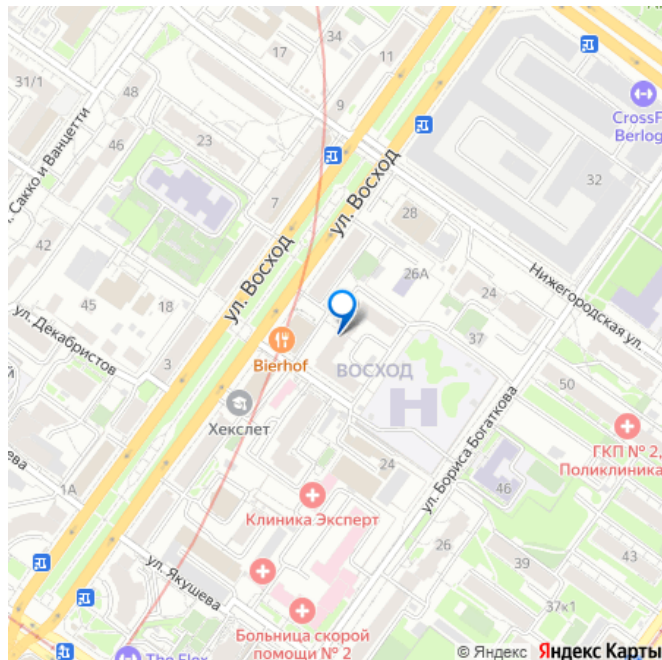 34
17
11
31/1
48
9
CrossF
Berlog
46
23
32
ул. Восход
. Сакко и Ванцетти
7
28
42
ул. Восход
26А
24
Нижегородская ул.
45
18
ул. Декабристов
37
3
Bierhof
ВОСХОД
50
Хекслет
ул. Бориса Богаткова
ГКП № 2,
Поликлиника
24
46
1А
Клиника Эксперт
26
39
43
ул. Якушева
37к1
Больница скорой
помощи № 2
The Flex
© Яндекс Яндекс Карты